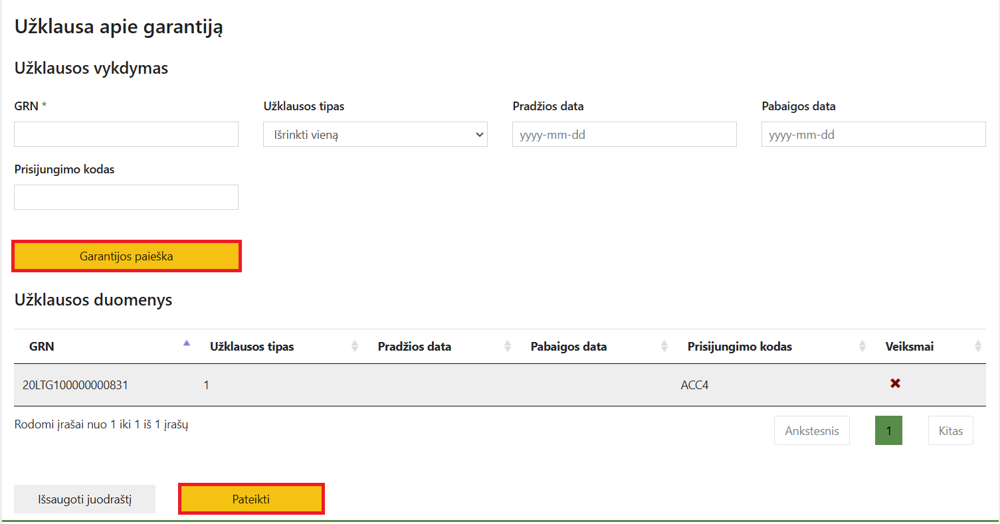 Užklausa apie garantiją
Užklausos vykdymas
GRN * Užklausos tipas Pradžios data Pabaigos data
Išrinkti vieną yyyy-mm-dd yyyy-mm-dd
Prisijungimo kodas
Garantijos paieška
Užklausos duomenys
GRN Užklausos tipas Pradžios data Pabaigos data Prisijungimo kodas Veiksmai
20LTG100000000831 1 ACC4
Rodomi įrašai nuo 1 iki 1 iš 1 įrašų Ankstesnis 1 Kitas
Išsaugoti juodraštį Pateikti